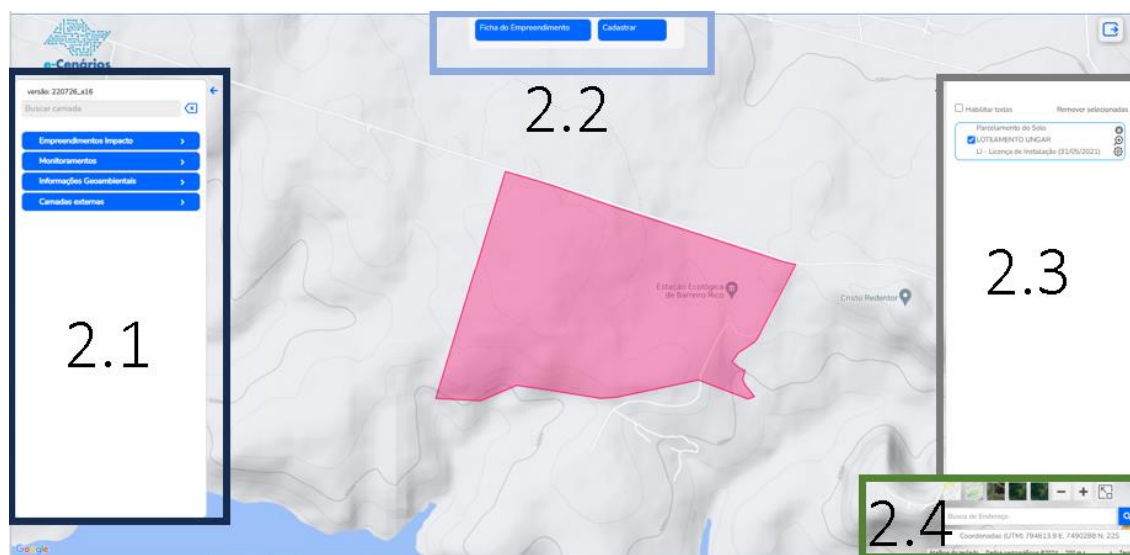 e-Cenários
versão: 220726_a16
Buscar camada
Empreendimentos Impacto
Monitoramentos
Informações Geoambientais
Camadas externas
2.1
Ficha do Empreendimento
Cadastrar
2.2
Estação Ecológica
de Barreiro Rico
Cristo Redentor
Habilitar todas
Remover selecionadas
Parcelamento do Solo
LOTEAMENTO UNGAR
LI - Licença de Instalação (31/05/2021)
2.3
2.4
Busca de Endereço
Coordenadas (UTM) 794613.9 E, 7490288 N; 22S
Google